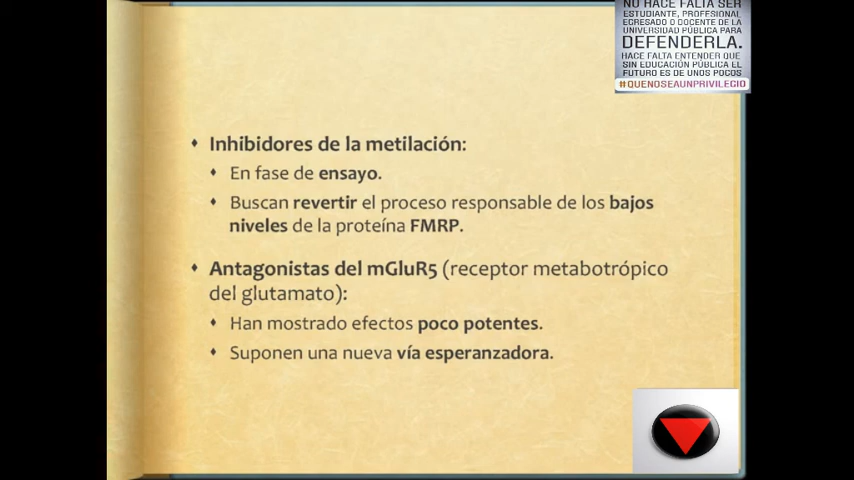 NO HACE FALTA SER
ESTUDIANTE, PROFESIONAL,
EGRESADO O DOCENTE DE LA
UNIVERSIDAD PÚBLICA PARA
DEFENDERLA.
HACE FALTA ENTENDER QUE
SIN EDUCACIÓN PÚBLICA EL
FUTURO ES DE UNOS POCOS
#QUENOSEAUNPRIVILEGIO
Inhibidores de la metilación:
En fase de ensayo.
Buscan revertir el proceso responsable de los bajos
niveles de la proteína FMRP.
Antagonistas del mGluR5 (receptor metabotrópico
del glutamato):
Han mostrado efectos poco potentes.
Suponen una nueva vía esperanzadora.